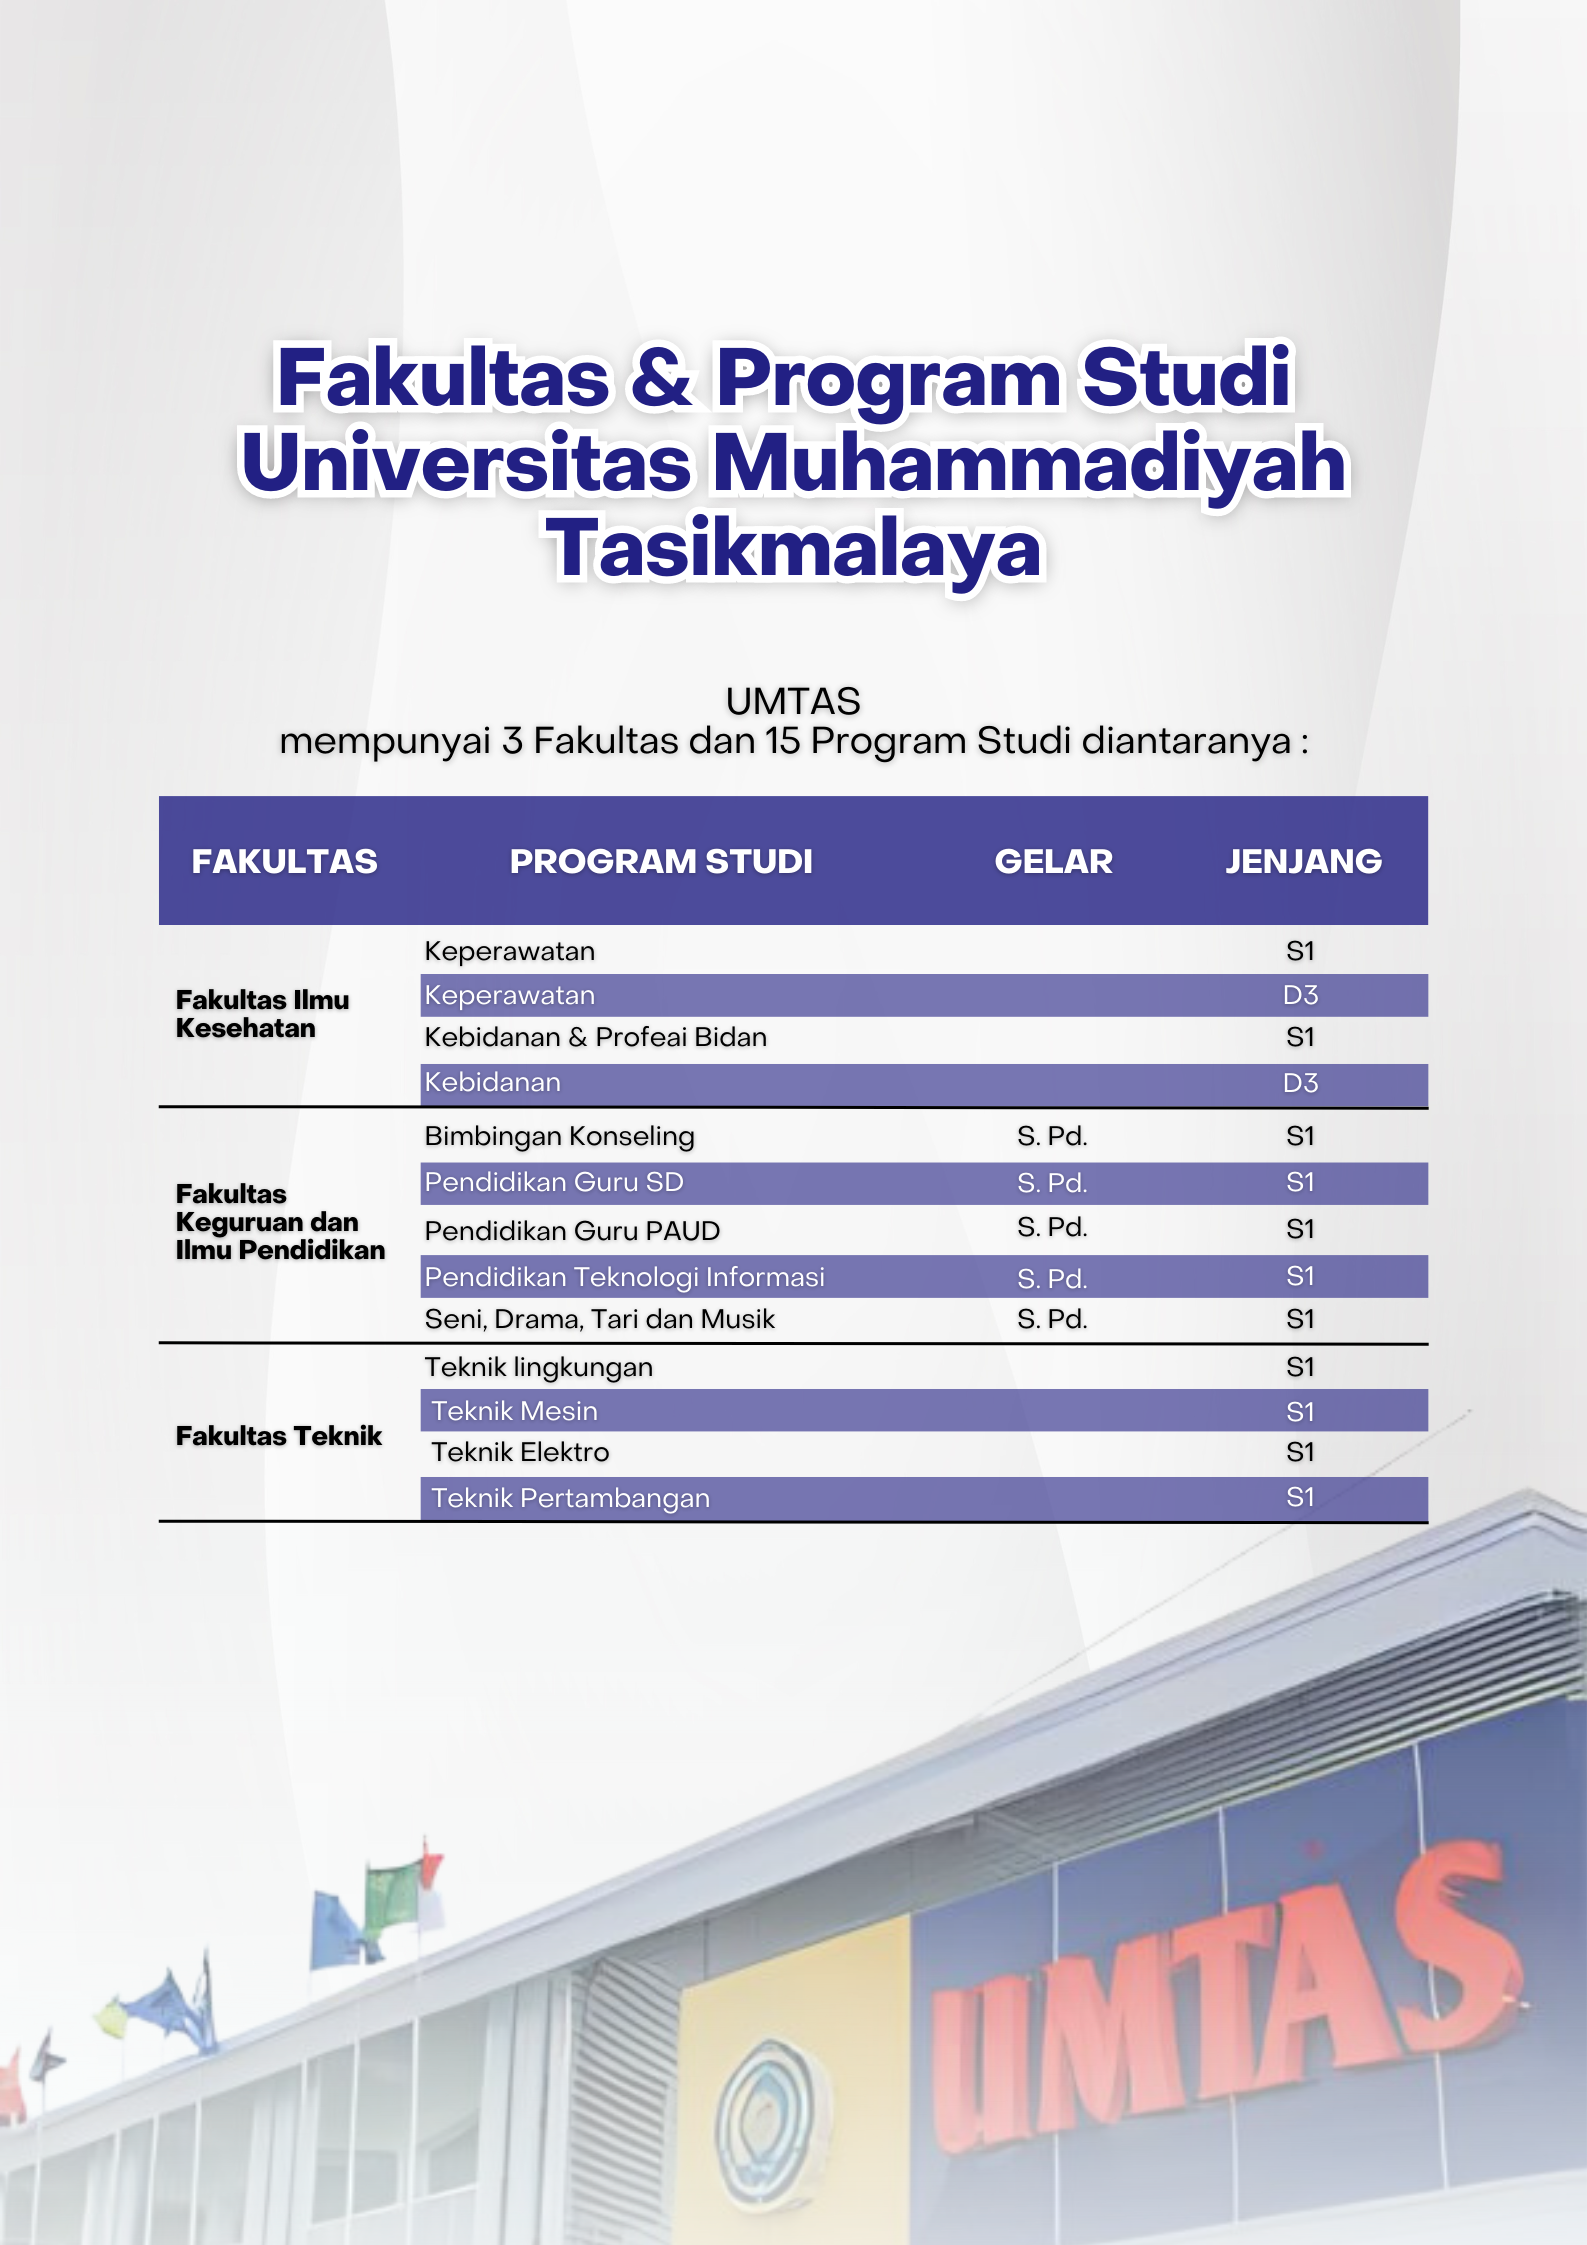 Fakultas & Program Studi
Universitas Muhammadiyah
Tasikmalaya
UMTAS
mempunyai 3 Fakultas dan 15 Program Studi diantaranya :
FAKULTAS PROGRAM STUDI GELAR JENJANG
Fakultas Ilmu
Kesehatan
Keperawatan S1
Keperawatan D3
Kebidanan & Profeai Bidan S1
Kebidanan D3
Fakultas
Keguruan dan
Ilmu Pendidikan
Bimbingan Konseling S. Pd. S1
Pendidikan Guru SD S. Pd. S1
Pendidikan Guru PAUD S. Pd. S1
Pendidikan Teknologi Informasi S. Pd. S1
Seni, Drama, Tari dan Musik S. Pd. S1
Fakultas Teknik
Teknik lingkungan S1
Teknik Mesin S1
Teknik Elektro S1
Teknik Pertambangan S1
UMTAS